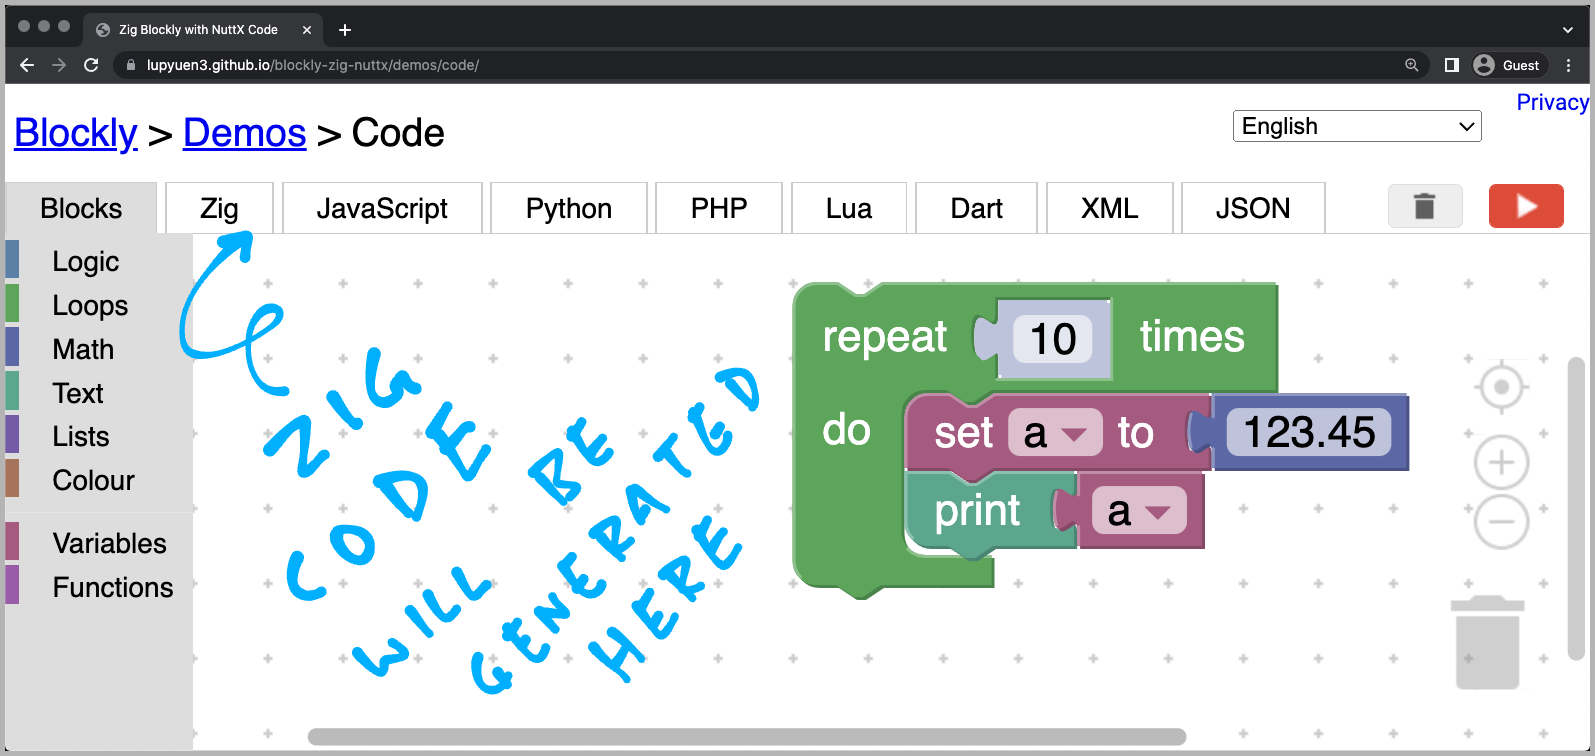 Zig Blockly with NuttX Code
lupyuen3.github.io/blockly-zig-nuttx/demos/code/
Guest
Privacy
Blockly > Demos > Code
English
Blocks Zig JavaScript Python PHP Lua Dart XML JSON
Logic
Loops
Math
Text
Lists
Colour
Variables
Functions
ZIG
CODE
WILL BE
GENERATED
HERE
repeat 10 times
do set a to 123.45
print a